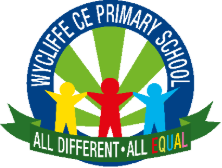 WYCLIFFE CE PRIMARY SCHOOL
ALL DIFFERENT • ALL EQUAL